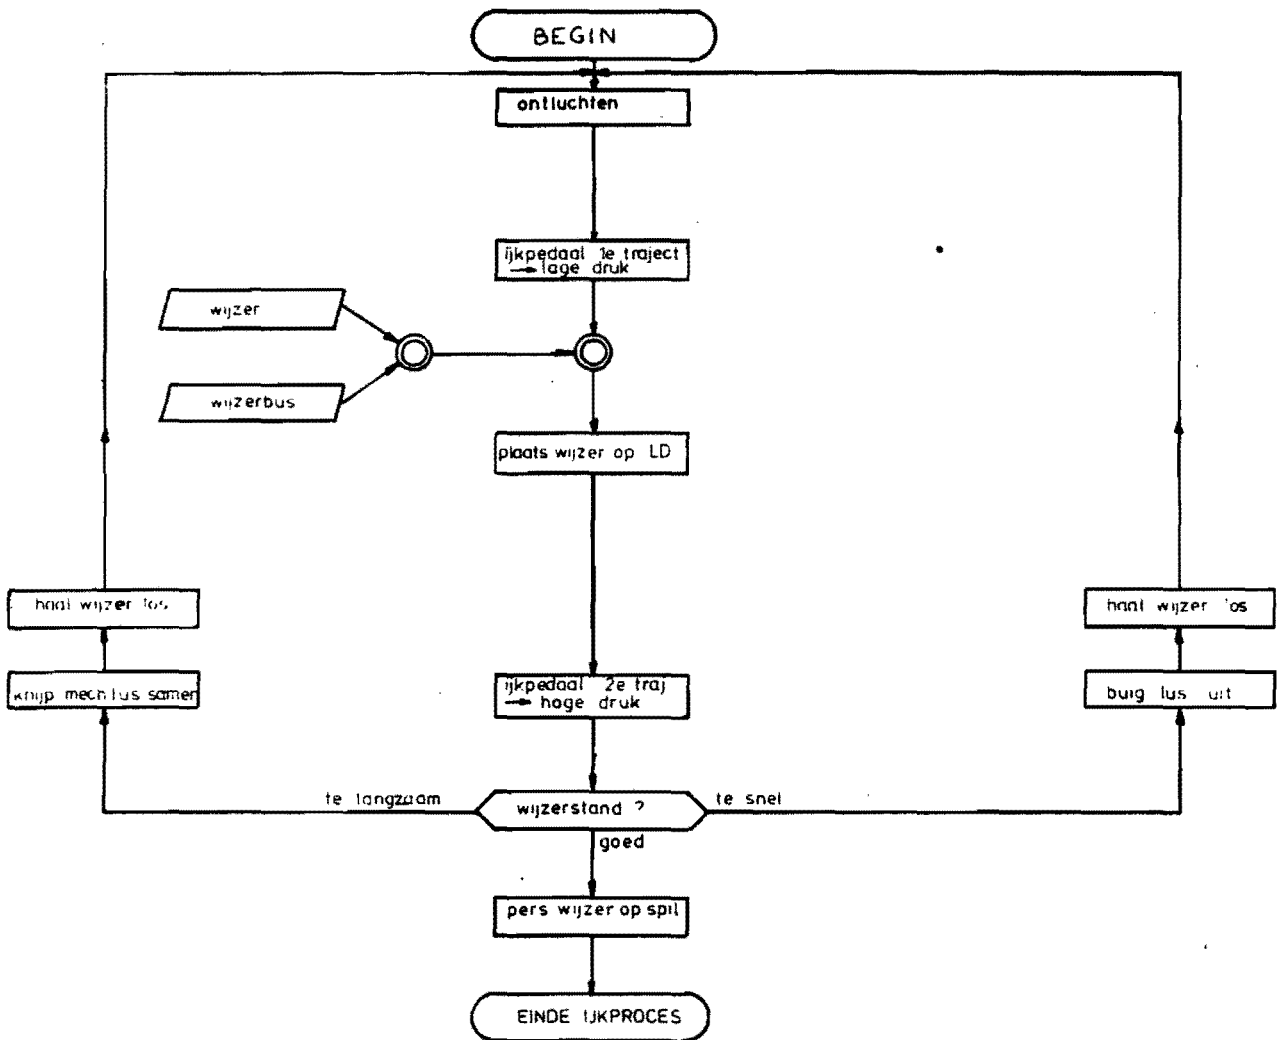 BEGIN
ontluchten
ijkpedaal 1e traject
→ lage druk
wijzer
wijzerbus
plaats wijzer op LD
haal wijzer los
haal wijzer los
knijp mech lus samen
ijkpedaal 2e traj
→ hoge druk
buig lus uit
te langzaam
wijzerstand ?
te snel
goed
pers wijzer op spil
EINDE IJKPROCES